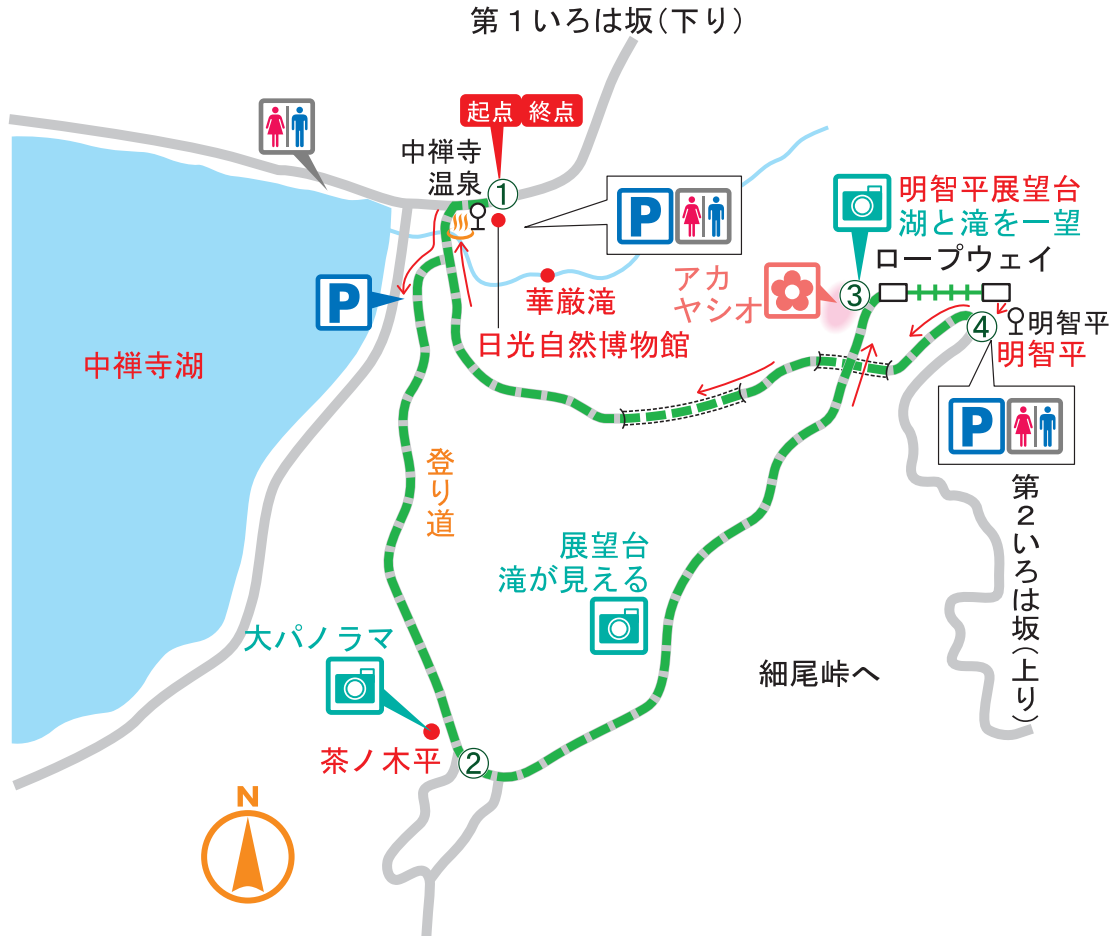 第１いろは坂(下り)
起点 終点
中禅寺
温泉
①
P
明智平展望台
湖と滝を一望
ロープウェイ
アカ
ヤシオ
③
④
明智平
明智平
P
P
華厳滝
日光自然博物館
中禅寺湖
登り道
第２いろは坂(上り)
展望台
滝が見える
大パノラマ
細尾峠へ
茶ノ木平
②
N